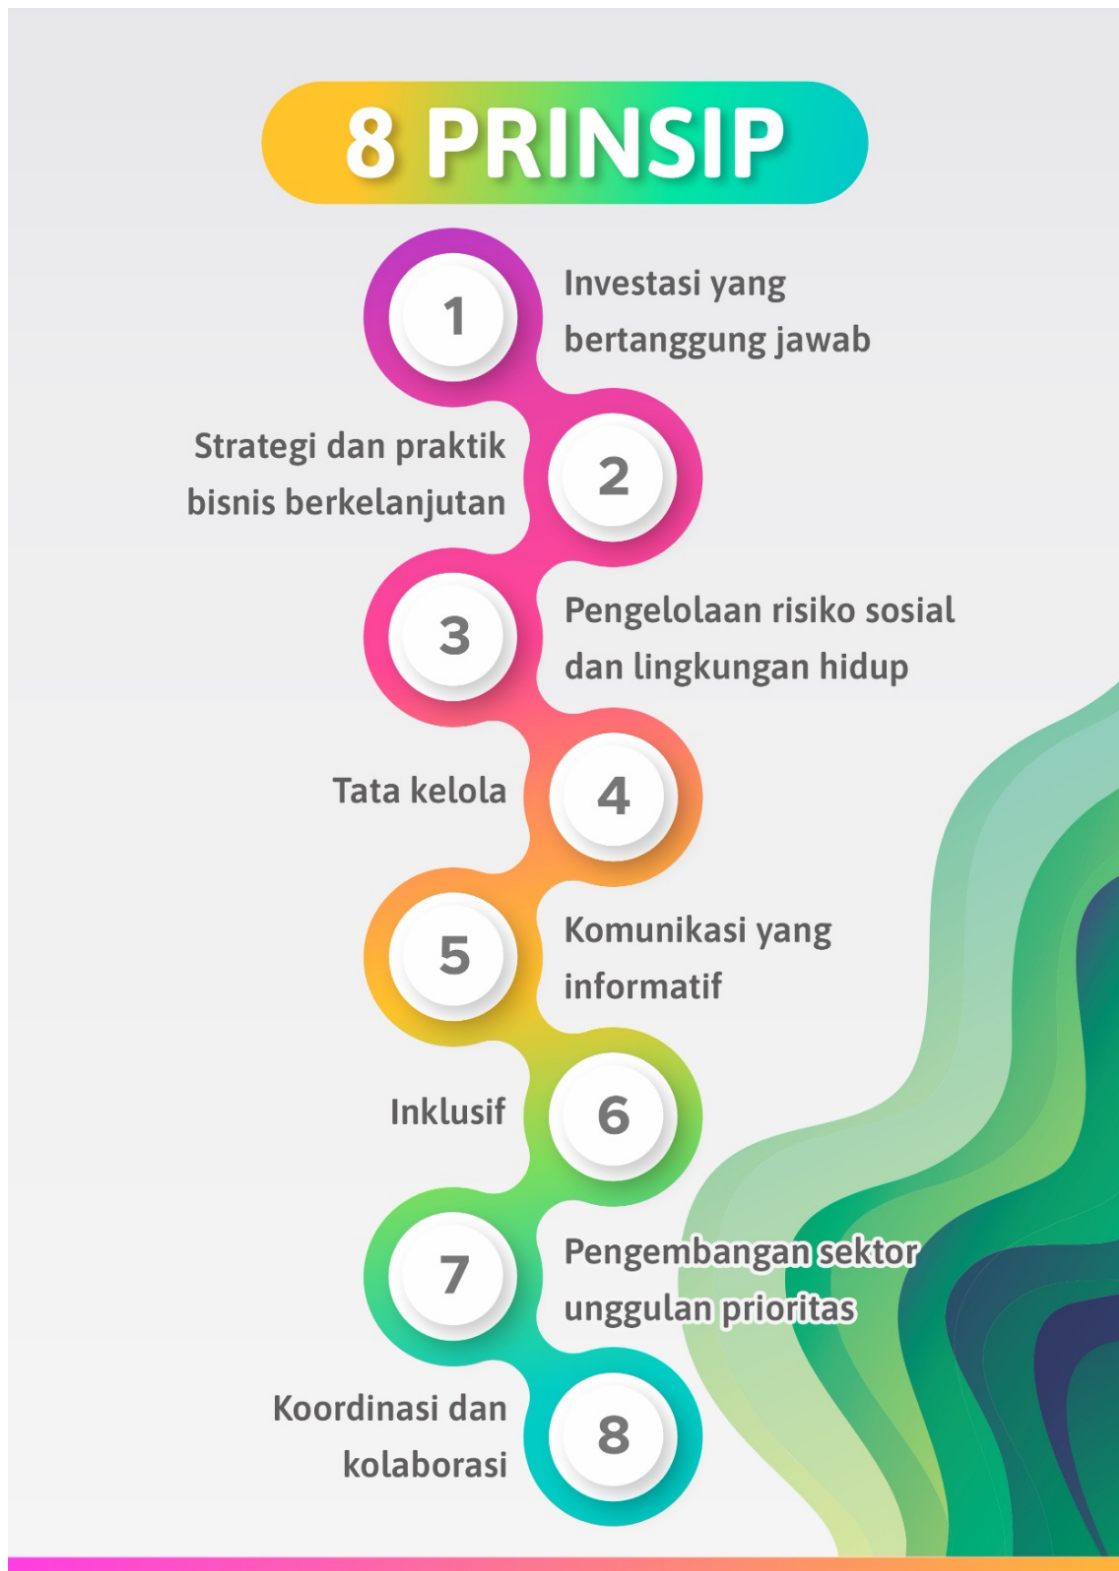 8 PRINSIP
1
Investasi yang
bertanggung jawab
Strategi dan praktik
bisnis berkelanjutan
2
3
Pengelolaan risiko sosial
dan lingkungan hidup
Tata kelola
4
5
Komunikasi yang
informatif
Inklusif
6
7
Pengembangan sektor
unggulan prioritas
Koordinasi dan
kolaborasi
8